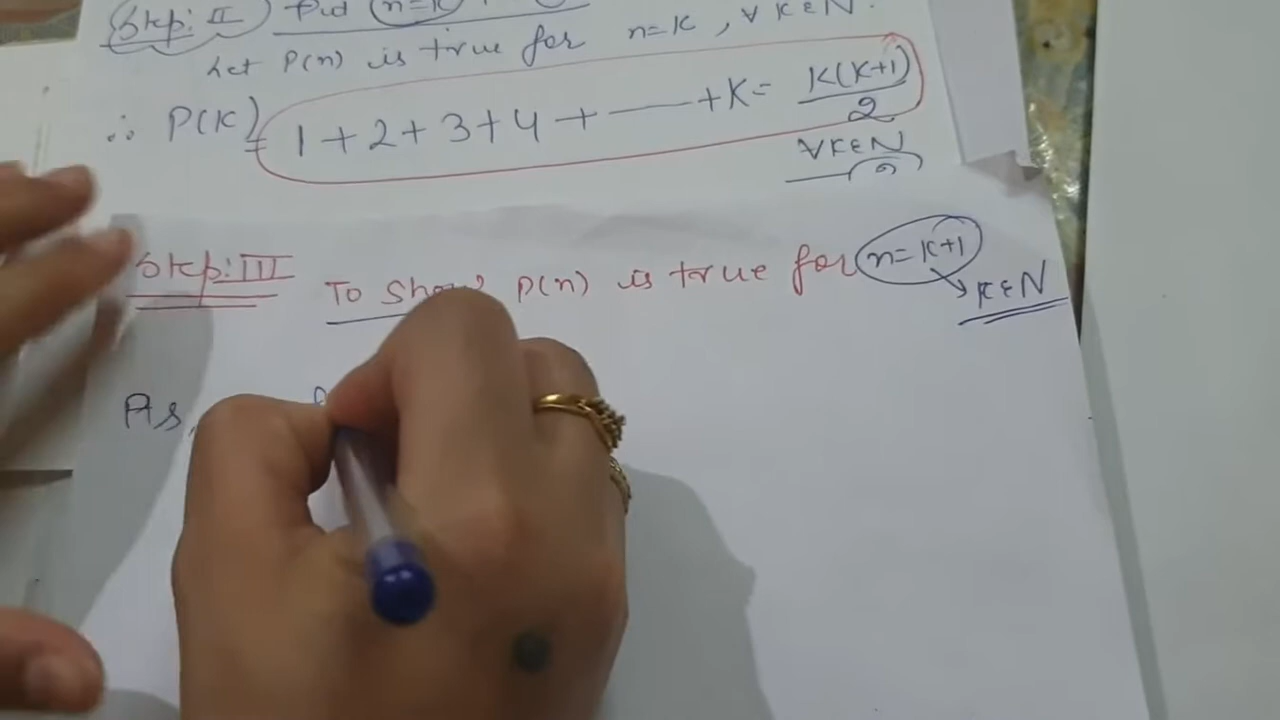 Step: II Put n=K
Let P(n) is true for n=K, ∀ K∈N.
∴ P(K) = 1+2+3+4+——+K= K(K+1)/2
∀K∈N
Step: III To Show P(n) is true for n=K+1
K∈N
As,